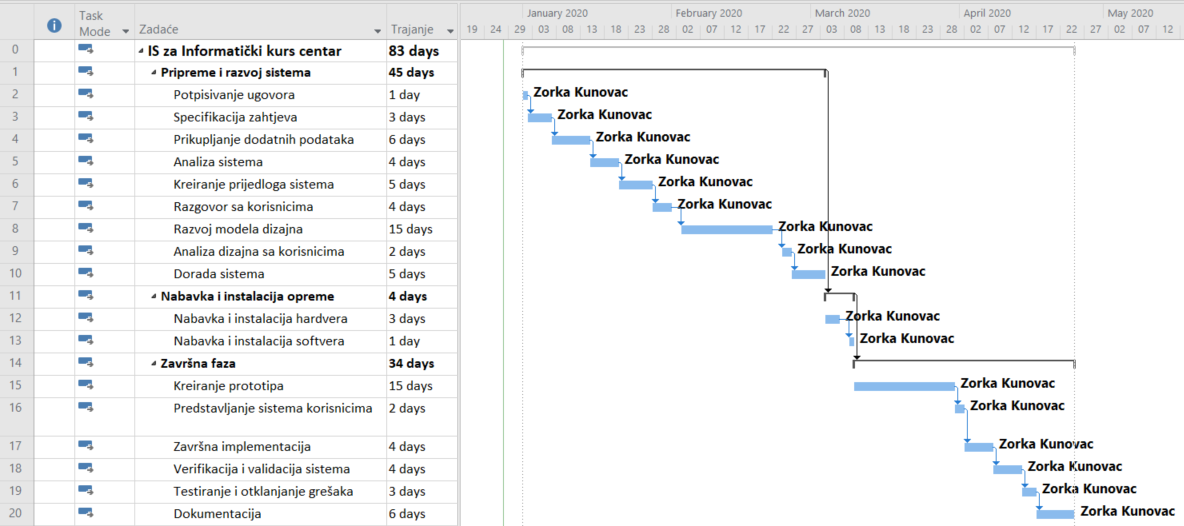 January 2020 February 2020 March 2020 April 2020 May 2020
Task Mode Zadaće Trajanje 19 24 29 03 08 13 18 23 28 02 07 12 17 22 27 03 08 13 18 23 28 02 07 12 17 22 27 02 07 12
0 IS za Informatički kurs centar 83 days
1 Pripreme i razvoj sistema 45 days
2 Potpisivanje ugovora 1 day Zorka Kunovac
3 Specifikacija zahtjeva 3 days Zorka Kunovac
4 Prikupljanje dodatnih podataka 6 days Zorka Kunovac
5 Analiza sistema 4 days Zorka Kunovac
6 Kreiranje prijedloga sistema 5 days Zorka Kunovac
7 Razgovor sa korisnicima 4 days Zorka Kunovac
8 Razvoj modela dizajna 15 days Zorka Kunovac
9 Analiza dizajna sa korisnicima 2 days Zorka Kunovac
10 Dorada sistema 5 days Zorka Kunovac
11 Nabavka i instalacija opreme 4 days
12 Nabavka i instalacija hardvera 3 days Zorka Kunovac
13 Nabavka i instalacija softvera 1 day Zorka Kunovac
14 Završna faza 34 days
15 Kreiranje prototipa 15 days Zorka Kunovac
16 Predstavljanje sistema korisnicima 2 days Zorka Kunovac
17 Završna implementacija 4 days Zorka Kunovac
18 Verifikacija i validacija sistema 4 days Zorka Kunovac
19 Testiranje i otklanjanje grešaka 3 days Zorka Kunovac
20 Dokumentacija 6 days Zorka Kunovac